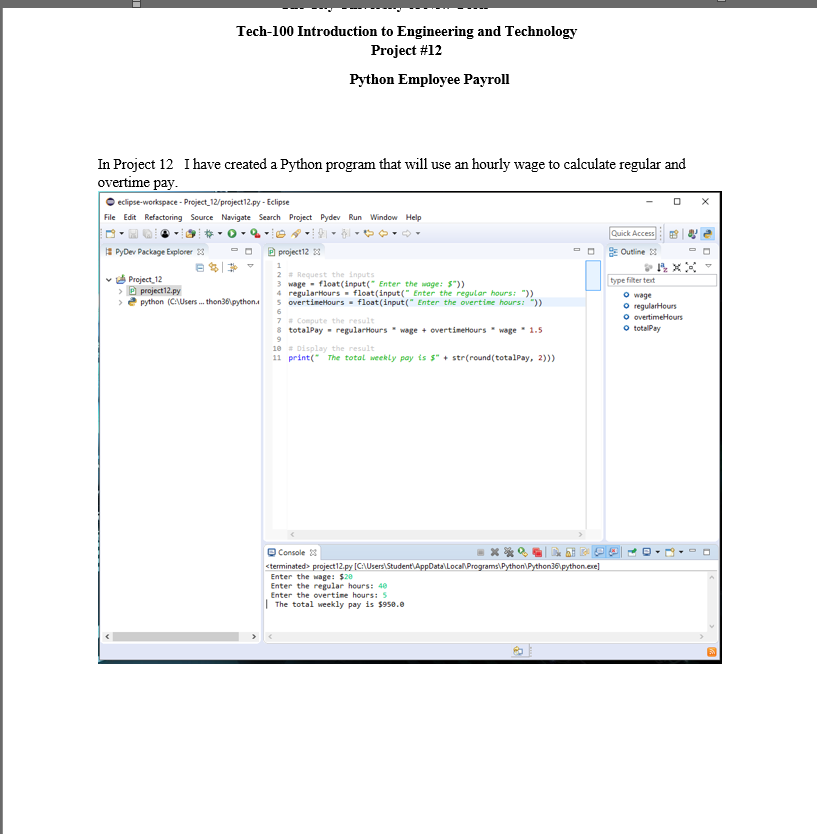 Tech-100 Introduction to Engineering and Technology
Project #12
Python Employee Payroll
In Project 12 I have created a Python program that will use an hourly wage to calculate regular and
overtime pay.
eclipse-workspace - Project_12/project12.py - Eclipse
File Edit Refactoring Source Navigate Search Project Pydev Run Window Help
Quick Access
PyDev Package Explorer
Project_12
project12.py
python (C:\Users ... thon36\python.e
project12
1
2 # Request the inputs
3 wage = float(input(" Enter the wage: $"))
4 regularHours = float(input(" Enter the regular hours: "))
5 overtimeHours = float(input(" Enter the overtime hours: "))
6
7 # Compute the result
8 totalPay = regularHours * wage + overtimeHours * wage * 1.5
9
10 # Display the result
11 print("  The total weekly pay is $" + str(round(totalPay, 2)))
Outline
type filter text
wage
regularHours
overtimeHours
totalPay
Console
<terminated> project12.py [C:\Users\Student\AppData\Local\Programs\Python\Python36\python.exe]
Enter the wage: $20
Enter the regular hours: 40
Enter the overtime hours: 5
The total weekly pay is $950.0